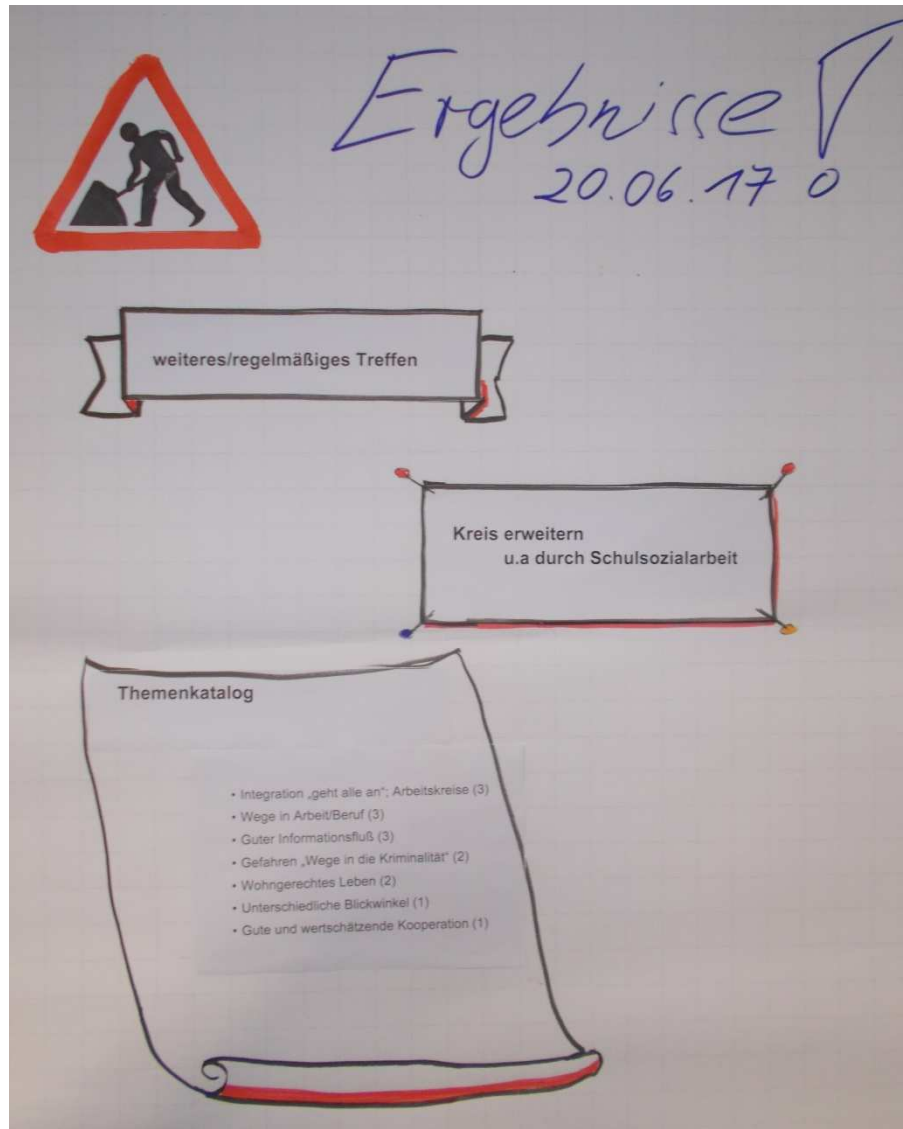 Ergebnisse !
20.06.17
weiteres/regelmäßiges Treffen
Kreis erweitern
u.a durch Schulsozialarbeit
Themenkatalog
• Integration „geht alle an“; Arbeitskreise (3)
• Wege in Arbeit/Beruf (3)
• Guter Informationsfluß (3)
• Gefahren „Wege in die Kriminalität“ (2)
• Wohngerechtes Leben (2)
• Unterschiedliche Blickwinkel (1)
• Gute und wertschätzende Kooperation (1)